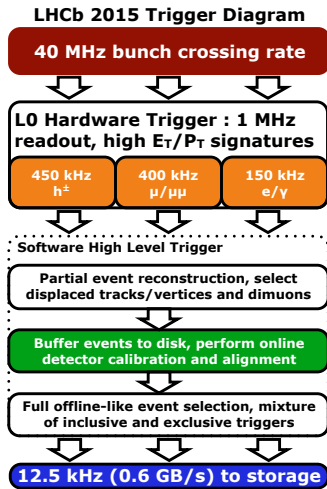 LHCb 2015 Trigger Diagram
40 MHz bunch crossing rate
L0 Hardware Trigger : 1 MHz
readout, high ET/PT signatures
450 kHz
h±
400 kHz
μ/μμ
150 kHz
e/γ
Software High Level Trigger
Partial event reconstruction, select
displaced tracks/vertices and dimuons
Buffer events to disk, perform online
detector calibration and alignment
Full offline-like event selection, mixture
of inclusive and exclusive triggers
12.5 kHz (0.6 GB/s) to storage